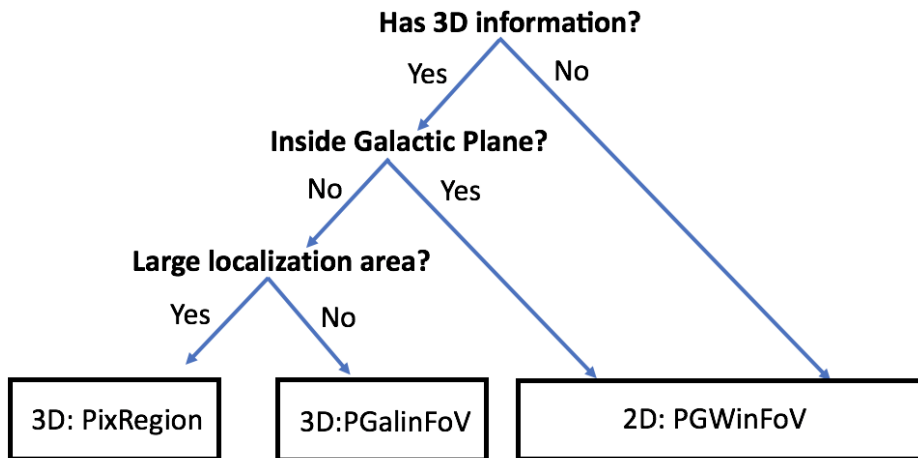 Has 3D information?
Yes
No
Inside Galactic Plane?
No
Yes
Large localization area?
Yes
No
3D: PixRegion
3D:PGalinFoV
2D: PGWinFoV